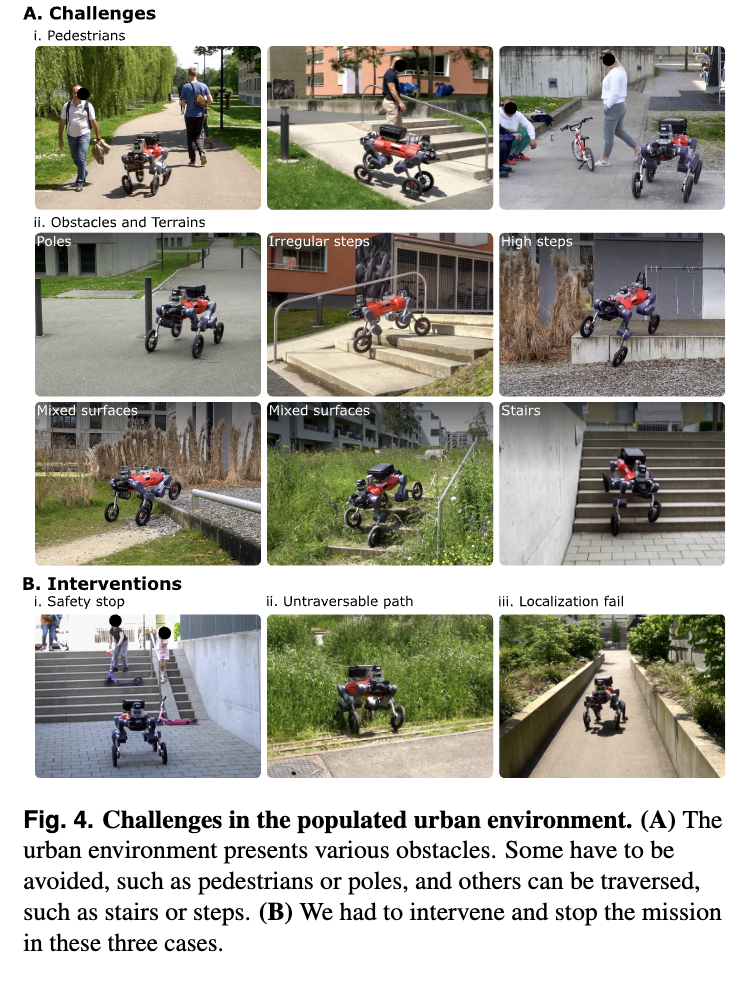 A. Challenges
i. Pedestrians
ii. Obstacles and Terrains
Poles
Irregular steps
High steps
Mixed surfaces
Mixed surfaces
Stairs
B. Interventions
i. Safety stop
ii. Untraversable path
iii. Localization fail
Fig. 4. Challenges in the populated urban environment. (A) The
urban environment presents various obstacles. Some have to be
avoided, such as pedestrians or poles, and others can be traversed,
such as stairs or steps. (B) We had to intervene and stop the mission
in these three cases.